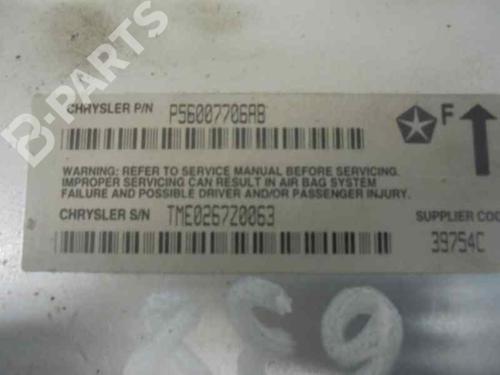 B-PARTS
CHRYSLER P/N P56007706AB
F
WARNING: REFER TO SERVICE MANUAL BEFORE SERVICING.
IMPROPER SERVICING CAN RESULT IN AIR BAG SYSTEM
FAILURE AND POSSIBLE DRIVER AND/OR PASSENGER INJURY.
CHRYSLER S/N TME0267Z0063
SUPPLIER COD
39754C